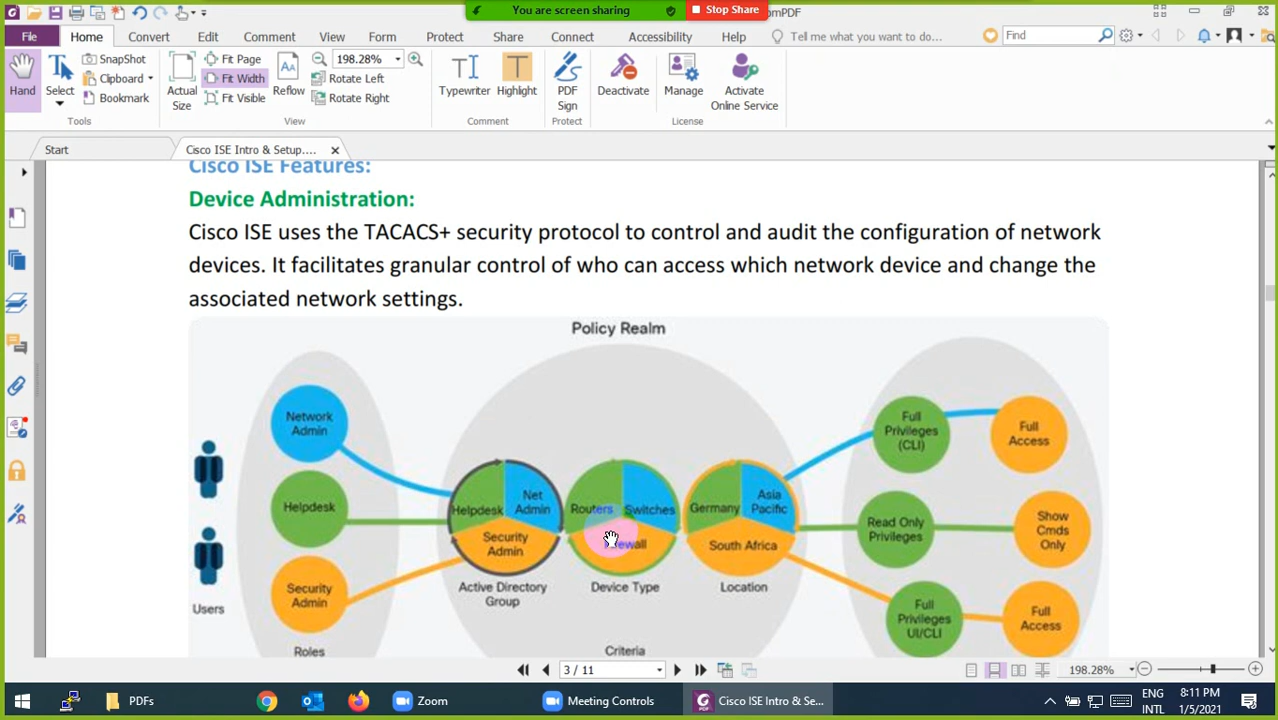 You are screen sharing
Stop Share
omPDF
File
Home
Convert
Edit
Comment
View
Form
Protect
Share
Connect
Accessibility
Help
Tell me what you want to do...
Find
Hand
Select
SnapShot
Clipboard
Bookmark
Tools
Actual Size
Fit Page
Fit Width
Fit Visible
Reflow
198.28%
Rotate Left
Rotate Right
View
Typewriter
Highlight
Comment
PDF Sign
Protect
Deactivate
Manage
Activate Online Service
License
Start
Cisco ISE Intro & Setup....
Cisco ISE Features:
Device Administration:
Cisco ISE uses the TACACS+ security protocol to control and audit the configuration of network
devices. It facilitates granular control of who can access which network device and change the
associated network settings.
Policy Realm
Network
Admin
Helpdesk
Security
Admin
Users
Roles
Helpdesk
Net
Admin
Security
Admin
Active Directory
Group
Routers
Switches
Firewall
Device Type
Germany
Asia
Pacific
South Africa
Location
Criteria
Full
Privileges
(CLI)
Full
Access
Read Only
Privileges
Show
Cmds
Only
Full
Privileges
UI/CLI
Full
Access
3 / 11
198.28%
PDFs
Zoom
Meeting Controls
Cisco ISE Intro & Se...
ENG
INTL
8:11 PM
1/5/2021